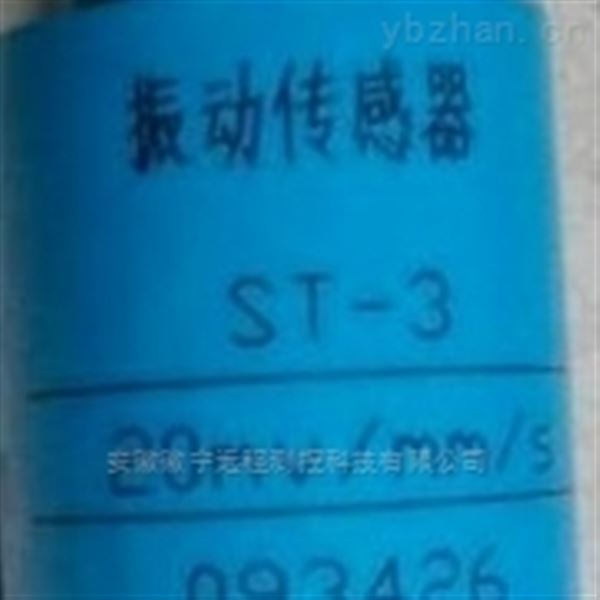 ybzhan.cn
振动传感器
ST-3
20mv/mm/s
安徽徽宁远程测控科技有限公司
093426